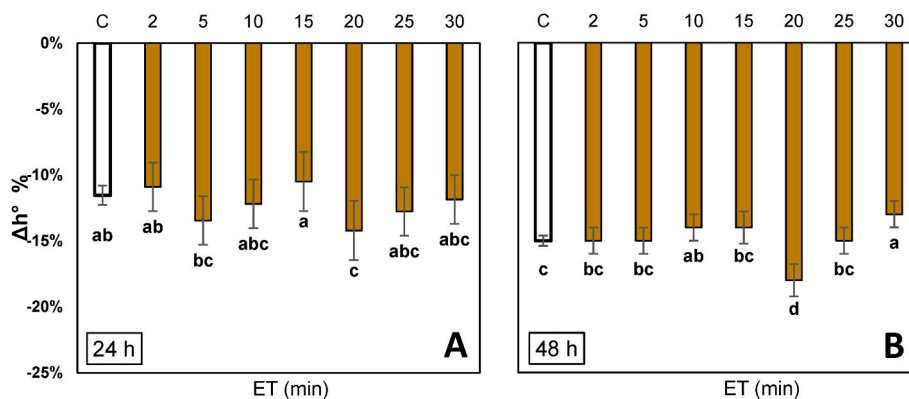 C 2 5 10 15 20 25 30
C 2 5 10 15 20 25 30
0%
-5%
-10%
-15%
-20%
-25%
Δh° %
ab ab bc abc a c abc abc
c bc bc ab bc d bc a
24 h
A
48 h
B
ET (min)
ET (min)